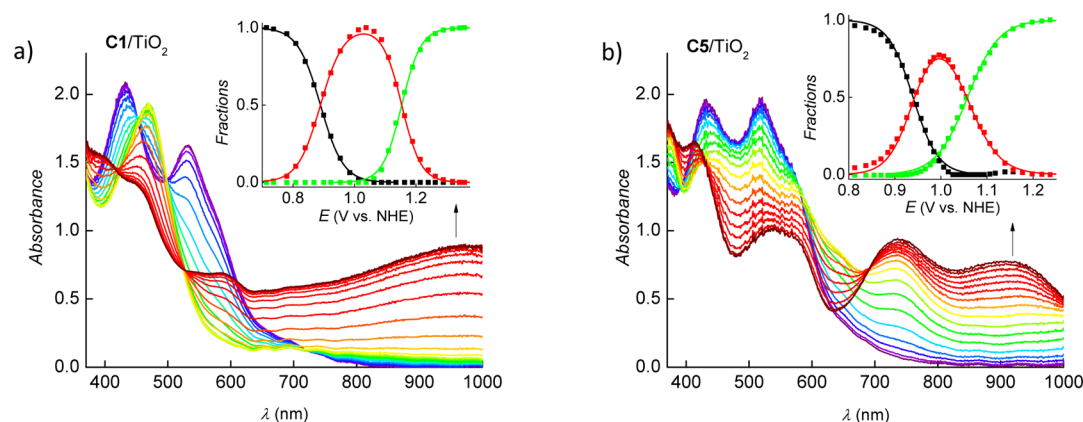 a)
C1/TiO₂
Absorbance
2.0
1.5
1.0
0.5
0.0
400 500 600 700 800 900 1000
λ (nm)
Fractions
1.0
0.5
0.0
0.8 1.0 1.2
E (V vs. NHE)
b)
C5/TiO₂
Absorbance
2.0
1.5
1.0
0.5
0.0
400 500 600 700 800 900 1000
λ (nm)
Fractions
1.0
0.5
0.0
0.8 0.9 1.0 1.1 1.2
E (V vs. NHE)